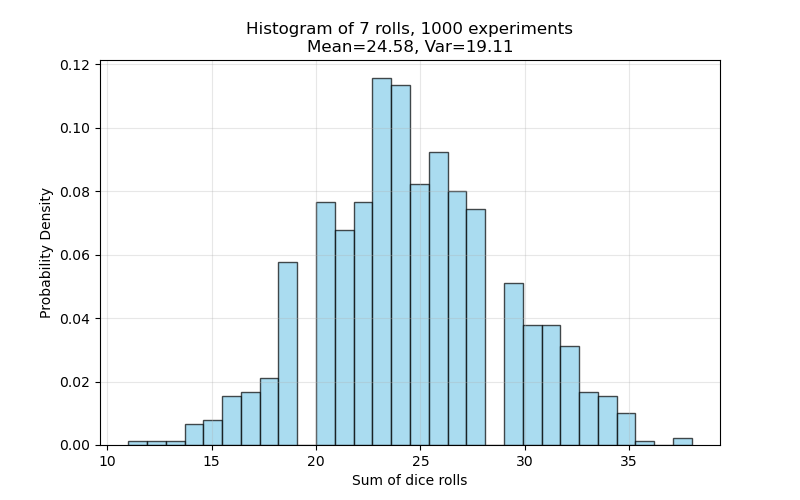 Histogram of 7 rolls, 1000 experiments
Mean=24.58, Var=19.11
0.12
0.10
0.08
0.06
0.04
0.02
0.00
Probability Density
10 15 20 25 30 35
Sum of dice rolls